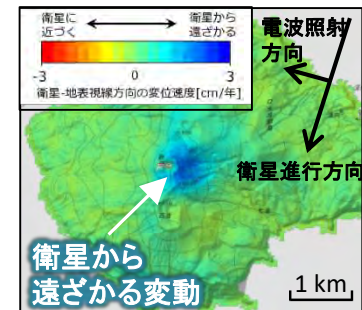 衛星に
近づく
衛星から
遠ざかる
-3
0
3
衛星-地表視線方向の変位速度[cm/年]
電波照射
方向
衛星進行方向
衛星から
遠ざかる変動
1 km